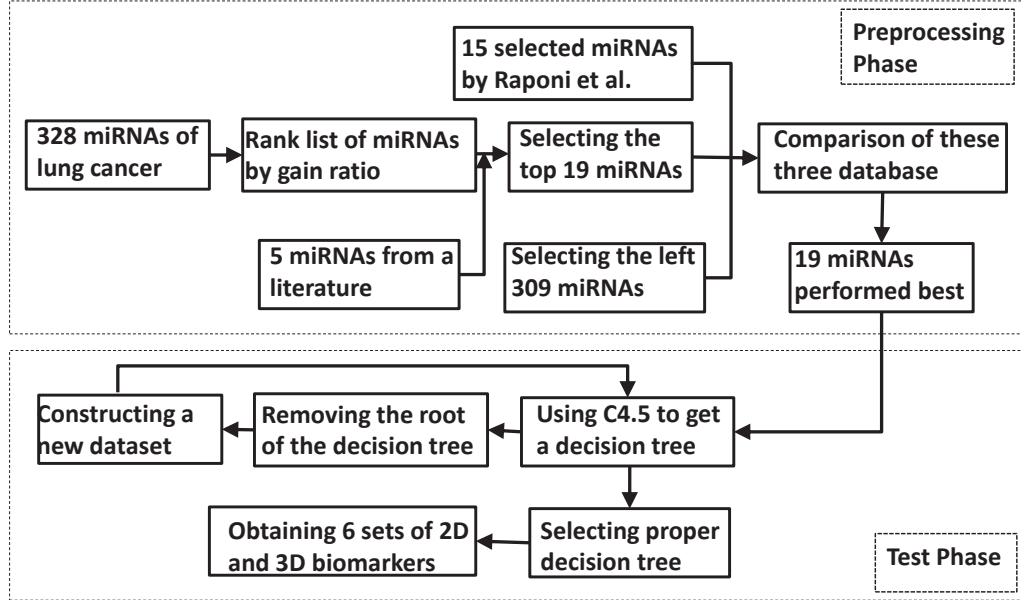 Preprocessing
Phase
15 selected miRNAs
by Raponi et al.
328 miRNAs of
lung cancer
Rank list of miRNAs
by gain ratio
Selecting the
top 19 miRNAs
Comparison of these
three database
5 miRNAs from a
literature
Selecting the left
309 miRNAs
19 miRNAs
performed best
Constructing a
new dataset
Removing the root
of the decision tree
Using C4.5 to get
a decision tree
Obtaining 6 sets of 2D
and 3D biomarkers
Selecting proper
decision tree
Test Phase